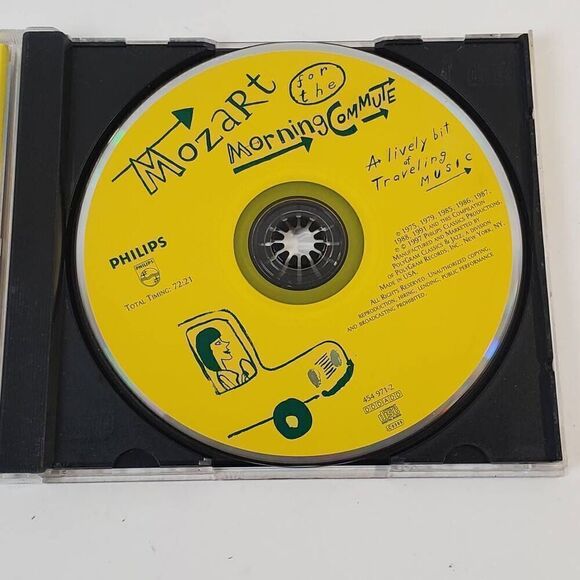 Mozart
for
the
Morning COMMUTE
A lively bit
of
Traveling
MUSIC
PHILIPS
PHILIPS
TOTAL TIMING: 72:21
℗ 1975, 1979, 1985, 1986, 1987,
1988, 1991 AND THIS COMPILATION
℗ © 1997 PHILIPS CLASSICS PRODUCTIONS.
MANUFACTURED AND MARKETED BY
POLYGRAM CLASSICS & JAZZ, A DIVISION
OF POLYGRAM RECORDS, INC. NEW YORK, NY.
MADE IN U.S.A.
ALL RIGHTS RESERVED. UNAUTHORIZED COPYING,
REPRODUCTION, HIRING, LENDING, PUBLIC PERFORMANCE
AND BROADCASTING PROHIBITED.
454 971-2
DDD/ADD